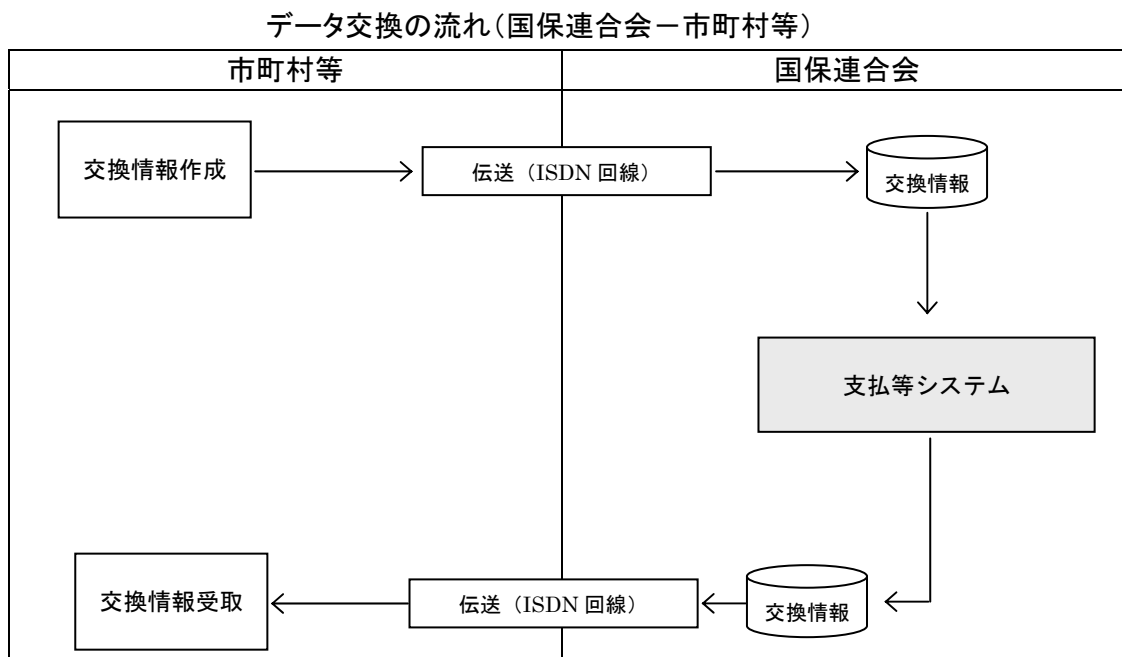 データ交換の流れ（国保連合会－市町村等）
市町村等
国保連合会
交換情報作成
伝送（ISDN 回線）
交換情報
支払等システム
交換情報受取
伝送（ISDN 回線）
交換情報